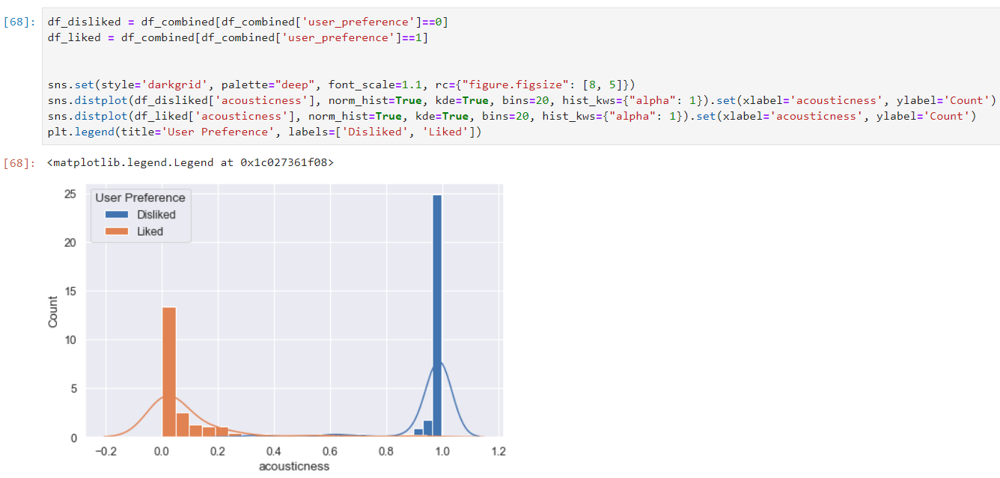 [68]: df_disliked = df_combined[df_combined['user_preference']==0]
df_liked = df_combined[df_combined['user_preference']==1]
sns.set(style='darkgrid', palette="deep", font_scale=1.1, rc={"figure.figsize": [8, 5]})
sns.distplot(df_disliked['acousticness'], norm_hist=True, kde=True, bins=20, hist_kws={"alpha": 1}).set(xlabel='acousticness', ylabel='Count')
sns.distplot(df_liked['acousticness'], norm_hist=True, kde=True, bins=20, hist_kws={"alpha": 1}).set(xlabel='acousticness', ylabel='Count')
plt.legend(title='User Preference', labels=['Disliked', 'Liked'])
[68]: <matplotlib.legend.Legend at 0x1c027361f08>
User Preference
Disliked
Liked
25
20
15
10
5
0
Count
−0.2 0.0 0.2 0.4 0.6 0.8 1.0 1.2
acousticness